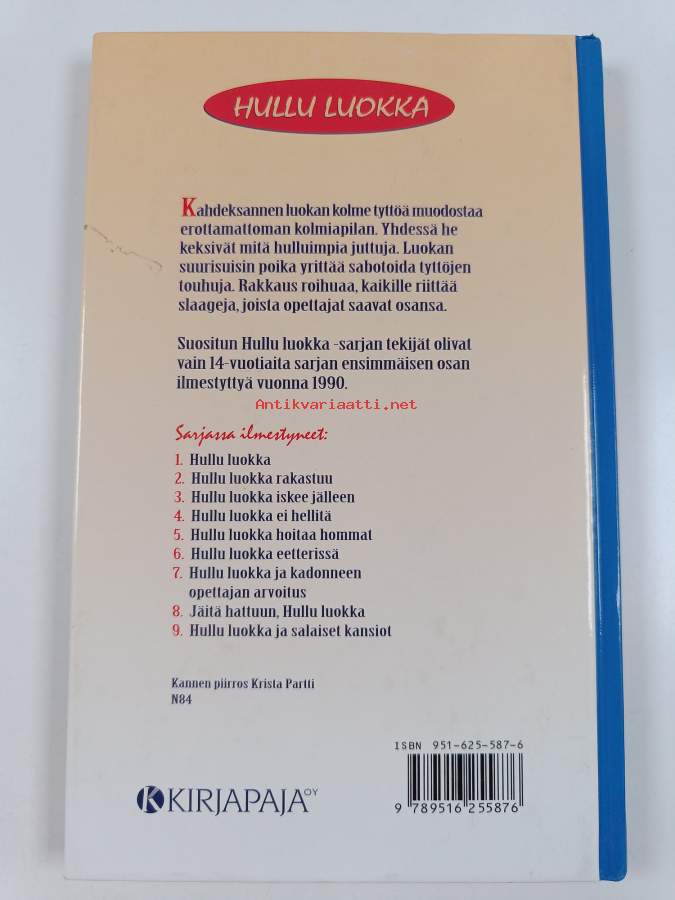 HULLU LUOKKA
Kahdeksannen luokan kolme tyttöä muodostaa
erottamattoman kolmiapilan. Yhdessä he
keksivät mitä hulluimpia juttuja. Luokan
suurisuisin poika yrittää sabotoida tyttöjen
touhuja. Rakkaus roihuaa, kaikille riittää
slaageja, joista opettajat saavat osansa.
Suositun Hullu luokka -sarjan tekijät olivat
vain 14-vuotiaita sarjan ensimmäisen osan
ilmestyttyä vuonna 1990.
Antikvariaatti.net
Sarjassa ilmestyneet:
1. Hullu luokka
2. Hullu luokka rakastuu
3. Hullu luokka iskee jälleen
4. Hullu luokka ei hellitä
5. Hullu luokka hoitaa hommat
6. Hullu luokka eetterissä
7. Hullu luokka ja kadonneen
opettajan arvoitus
8. Jäitä hattuun, Hullu luokka
9. Hullu luokka ja salaiset kansiot
Kannen piirros Krista Partti
N84
ISBN 951-625-587-6
9 789516 255876
K KIRJAPAJA OY